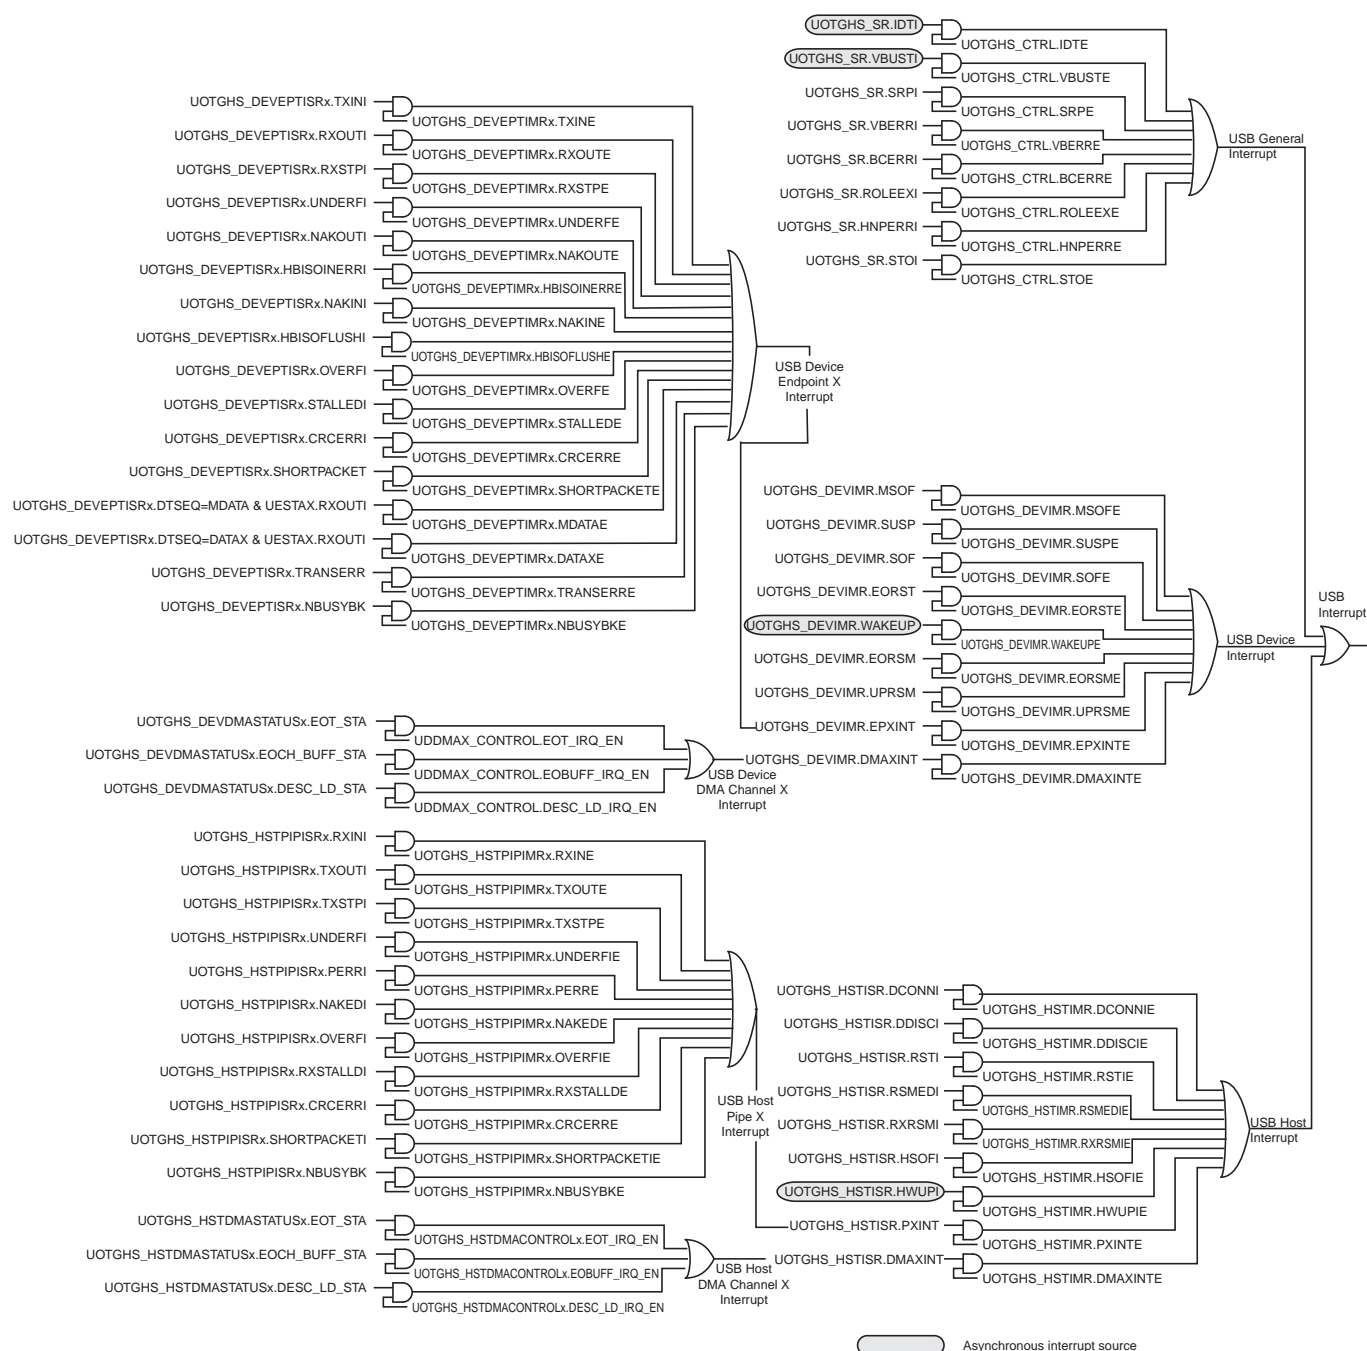 UOTGHS_SR.IDTI
UOTGHS_CTRL.IDTE
UOTGHS_SR.VBUSTI
UOTGHS_CTRL.VBUSTE
UOTGHS_SR.SRPI
UOTGHS_CTRL.SRPE
UOTGHS_SR.VBERRI
UOTGHS_CTRL.VBERRE
UOTGHS_SR.BCERRI
UOTGHS_CTRL.BCERRE
UOTGHS_SR.ROLEEXI
UOTGHS_CTRL.ROLEEXE
UOTGHS_SR.HNPERRI
UOTGHS_CTRL.HNPERRE
UOTGHS_SR.STOI
UOTGHS_CTRL.STOE
USB General
Interrupt
UOTGHS_DEVEPTISRx.TXINI
UOTGHS_DEVEPTIMRx.TXINE
UOTGHS_DEVEPTISRx.RXOUTI
UOTGHS_DEVEPTIMRx.RXOUTE
UOTGHS_DEVEPTISRx.RXSTPI
UOTGHS_DEVEPTIMRx.RXSTPE
UOTGHS_DEVEPTISRx.UNDERFI
UOTGHS_DEVEPTIMRx.UNDERFE
UOTGHS_DEVEPTISRx.NAKOUTI
UOTGHS_DEVEPTIMRx.NAKOUTE
UOTGHS_DEVEPTISRx.HBISOINERRI
UOTGHS_DEVEPTIMRx.HBISOINERRE
UOTGHS_DEVEPTISRx.NAKINI
UOTGHS_DEVEPTIMRx.NAKINE
UOTGHS_DEVEPTISRx.HBISOFLUSHI
UOTGHS_DEVEPTIMRx.HBISOFLUSHE
UOTGHS_DEVEPTISRx.OVERFI
UOTGHS_DEVEPTIMRx.OVERFE
UOTGHS_DEVEPTISRx.STALLEDI
UOTGHS_DEVEPTIMRx.STALLEDE
UOTGHS_DEVEPTISRx.CRCERRI
UOTGHS_DEVEPTIMRx.CRCERRE
UOTGHS_DEVEPTISRx.SHORTPACKET
UOTGHS_DEVEPTIMRx.SHORTPACKETE
UOTGHS_DEVEPTISRx.DTSEQ=MDATA & UESTAX.RXOUTI
UOTGHS_DEVEPTIMRx.MDATAE
UOTGHS_DEVEPTISRx.DTSEQ=DATAX & UESTAX.RXOUTI
UOTGHS_DEVEPTIMRx.DATAXE
UOTGHS_DEVEPTISRx.TRANSERR
UOTGHS_DEVEPTIMRx.TRANSERRE
UOTGHS_DEVEPTISRx.NBUSYBK
UOTGHS_DEVEPTIMRx.NBUSYBKE
USB Device
Endpoint X
Interrupt
UOTGHS_DEVIMR.MSOF
UOTGHS_DEVIMR.MSOFE
UOTGHS_DEVIMR.SUSP
UOTGHS_DEVIMR.SUSPE
UOTGHS_DEVIMR.SOF
UOTGHS_DEVIMR.SOFE
UOTGHS_DEVIMR.EORST
UOTGHS_DEVIMR.EORSTE
UOTGHS_DEVIMR.WAKEUP
UOTGHS_DEVIMR.WAKEUPE
UOTGHS_DEVIMR.EORSM
UOTGHS_DEVIMR.EORSME
UOTGHS_DEVIMR.UPRSM
UOTGHS_DEVIMR.UPRSME
UOTGHS_DEVIMR.EPXINT
UOTGHS_DEVIMR.EPXINTE
UOTGHS_DEVIMR.DMAXINT
UOTGHS_DEVIMR.DMAXINTE
USB Device
Interrupt
USB
Interrupt
UOTGHS_DEVDMASTATUSx.EOT_STA
UDDMAX_CONTROL.EOT_IRQ_EN
UOTGHS_DEVDMASTATUSx.EOCH_BUFF_STA
UDDMAX_CONTROL.EOBUFF_IRQ_EN
UOTGHS_DEVDMASTATUSx.DESC_LD_STA
UDDMAX_CONTROL.DESC_LD_IRQ_EN
USB Device
DMA Channel X
Interrupt
UOTGHS_HSTPIPISRx.RXINI
UOTGHS_HSTPIPIMRx.RXINE
UOTGHS_HSTPIPISRx.TXOUTI
UOTGHS_HSTPIPIMRx.TXOUTE
UOTGHS_HSTPIPISRx.TXSTPI
UOTGHS_HSTPIPIMRx.TXSTPE
UOTGHS_HSTPIPISRx.UNDERFI
UOTGHS_HSTPIPIMRx.UNDERFIE
UOTGHS_HSTPIPISRx.PERRI
UOTGHS_HSTPIPIMRx.PERRE
UOTGHS_HSTPIPISRx.NAKEDI
UOTGHS_HSTPIPIMRx.NAKEDE
UOTGHS_HSTPIPISRx.OVERFI
UOTGHS_HSTPIPIMRx.OVERFIE
UOTGHS_HSTPIPISRx.RXSTALLDI
UOTGHS_HSTPIPIMRx.RXSTALLDE
UOTGHS_HSTPIPISRx.CRCERRI
UOTGHS_HSTPIPIMRx.CRCERRE
UOTGHS_HSTPIPISRx.SHORTPACKETI
UOTGHS_HSTPIPIMRx.SHORTPACKETIE
UOTGHS_HSTPIPISRx.NBUSYBK
UOTGHS_HSTPIPIMRx.NBUSYBKE
USB Host
Pipe X
Interrupt
UOTGHS_HSTISR.DCONNI
UOTGHS_HSTIMR.DCONNIE
UOTGHS_HSTISR.DDISCI
UOTGHS_HSTIMR.DDISCIE
UOTGHS_HSTISR.RSTI
UOTGHS_HSTIMR.RSTIE
UOTGHS_HSTISR.RSMEDI
UOTGHS_HSTIMR.RSMEDIE
UOTGHS_HSTISR.RXRSMI
UOTGHS_HSTIMR.RXRSMIE
UOTGHS_HSTISR.HSOFI
UOTGHS_HSTIMR.HSOFIE
UOTGHS_HSTISR.HWUPI
UOTGHS_HSTIMR.HWUPIE
UOTGHS_HSTISR.PXINT
UOTGHS_HSTIMR.PXINTE
UOTGHS_HSTISR.DMAXINT
UOTGHS_HSTIMR.DMAXINTE
USB Host
Interrupt
UOTGHS_HSTDMASTATUSx.EOT_STA
UOTGHS_HSTDMACONTROLx.EOT_IRQ_EN
UOTGHS_HSTDMASTATUSx.EOCH_BUFF_STA
UOTGHS_HSTDMACONTROLx.EOBUFF_IRQ_EN
UOTGHS_HSTDMASTATUSx.DESC_LD_STA
UOTGHS_HSTDMACONTROLx.DESC_LD_IRQ_EN
USB Host
DMA Channel X
Interrupt
Asynchronous interrupt source